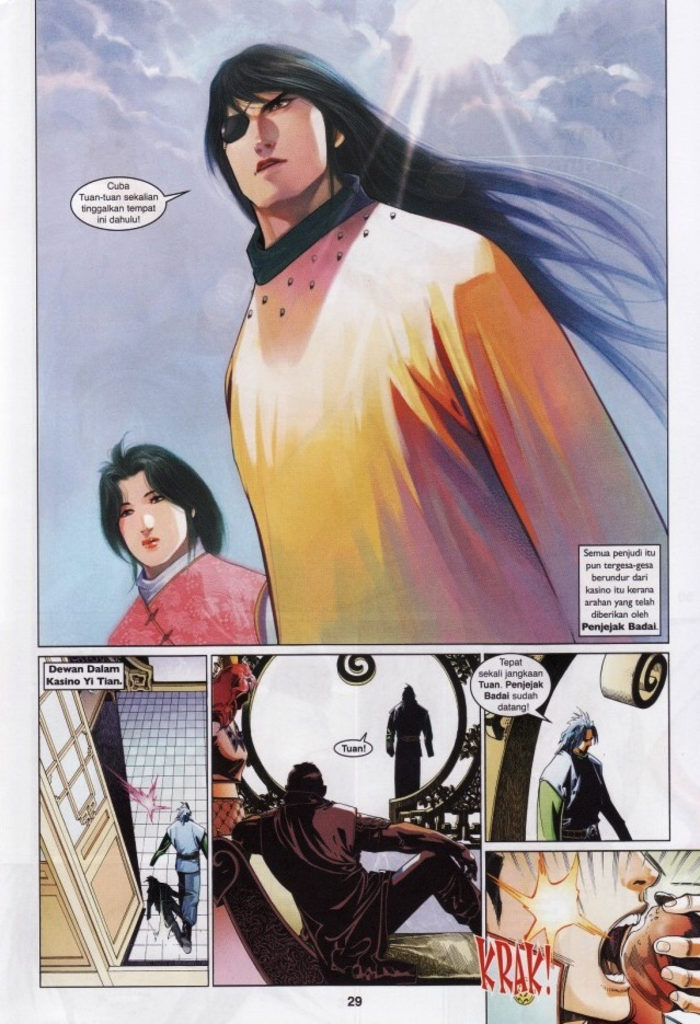 Cuba
Tuan-tuan sekalian
tinggalkan tempat
ini dahulu!
Semua penjudi itu
pun tergesa-gesa
berundur dari
kasino itu kerana
arahan yang telah
diberikan oleh
Penjejak Badai.
Dewan Dalam
Kasino Yi Tian.
Tuan!
Tepat
sekali jangkaan
Tuan. Penjejak
Badai sudah
datang!
KRAK!
29